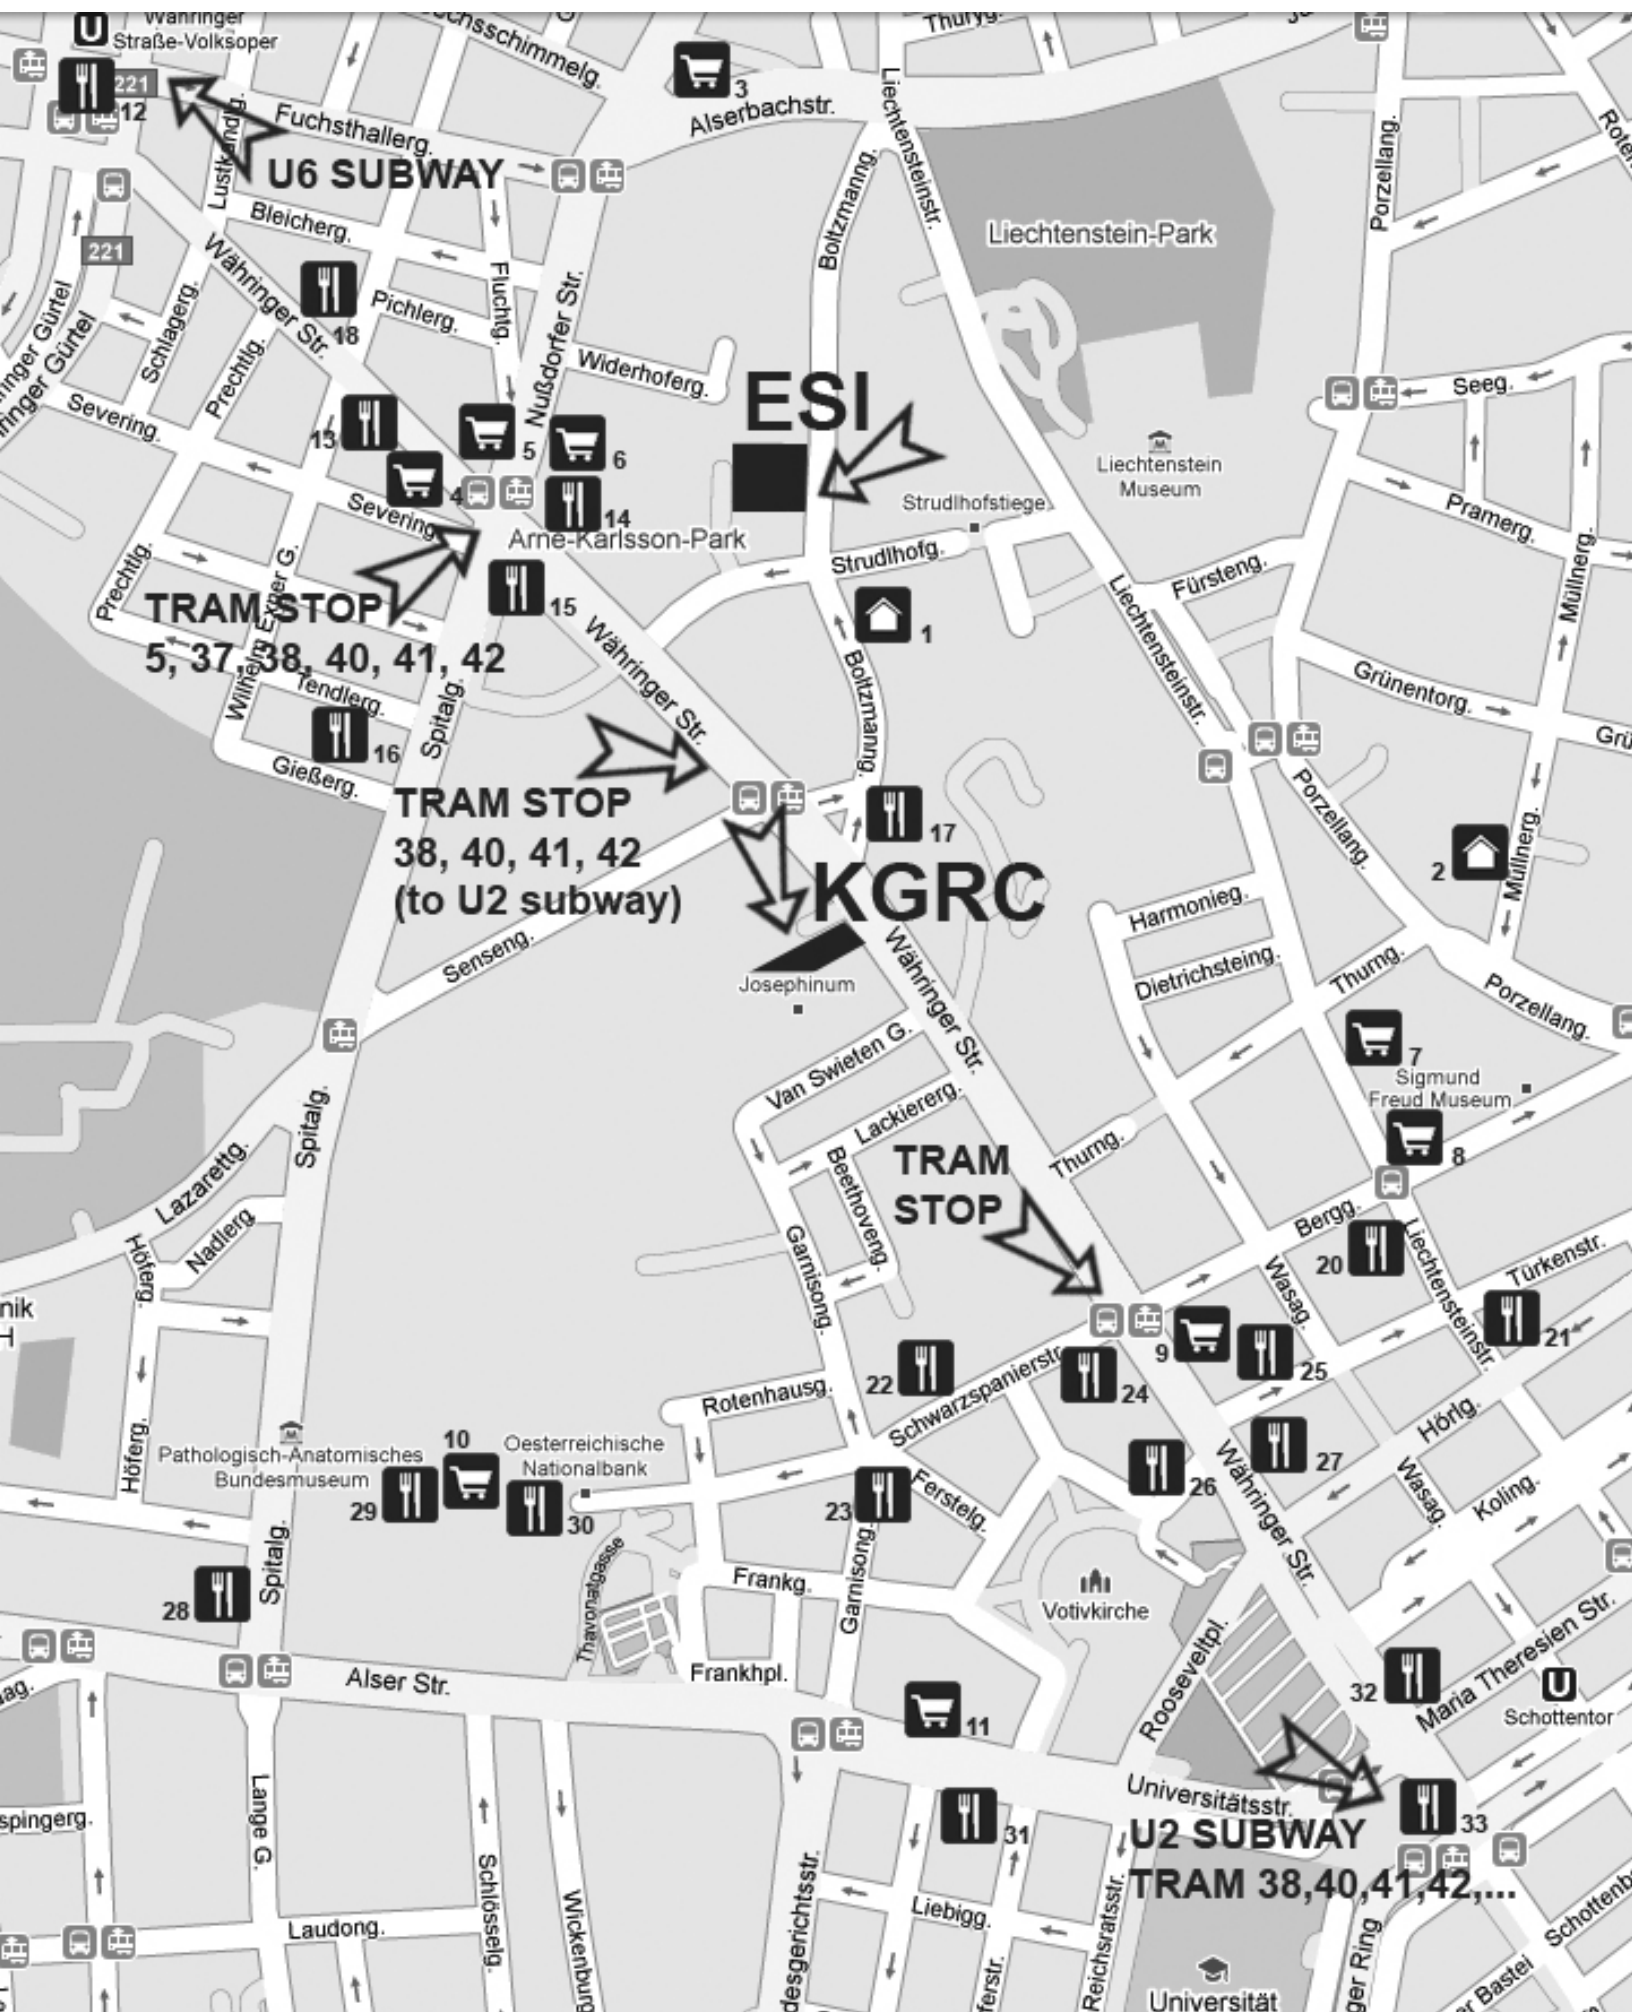 Währinger
Straße-Volksoper
U
221
12
Fuchsthallerg.
3
Alserbachstr.
Liechtensteinstr.
Porzellang.
Lustkandlg.
U6 SUBWAY
Bleicherg.
221
Währinger Str.
18
Pichlerg.
Fluchtg.
Nußdorfer Str.
Boltzmanng.
Liechtenstein-Park
Schlagerg.
Prechtlg.
Widerhoferg.
ESI
Seeg.
Severing.
13
5
6
4
14
Severing.
Arne-Karlsson-Park
Strudlhofstiege
Liechtenstein
Museum
Pramerg.
Strudlhofg.
Fürsteng.
Müllnerg.
Prechtlg.
Wilhelm Exner G.
TRAM STOP
5, 37, 38, 40, 41, 42
15
1
Währinger Str.
Boltzmanng.
Liechtensteinstr.
Grünentorg.
Tendlerg.
Spitalg.
16
Gießerg.
TRAM STOP
38, 40, 41, 42
(to U2 subway)
17
Porzellang.
2
Müllnerg.
KGRC
Senseng.
Josephinum
Währinger Str.
Harmonieg.
Dietrichsteing.
Thurng.
Porzellang.
Van Swieten G.
7
Sigmund
Freud Museum
Lackiererg.
Beethoveng.
TRAM
STOP
Thurng.
8
Spitalg.
Lazarettg.
Nadlerg.
Höferg.
Garnisong.
Bergg.
20
Wasag.
Liechtensteinstr.
Türkenstr.
21
9
25
22
24
Schwarzspanierstr.
Rotenhausg.
Hörlg.
Höferg.
Pathologisch-Anatomisches
Bundesmuseum
10
29
Oesterreichische
Nationalbank
30
23
Ferstelg.
26
27
Währinger Str.
Wasag.
Koling.
Spitalg.
28
Thavonatgasse
Frankg.
Garnisong.
Votivkirche
Frankhpl.
Alser Str.
Rooseveltpl.
32
Maria Theresien Str.
U
Schottentor
11
Universitätsstr.
33
U2 SUBWAY
TRAM 38,40,41,42,...
31
Lange G.
Laudong.
Schlösselg.
Liebigg.
Reichsratsstr.
Universität